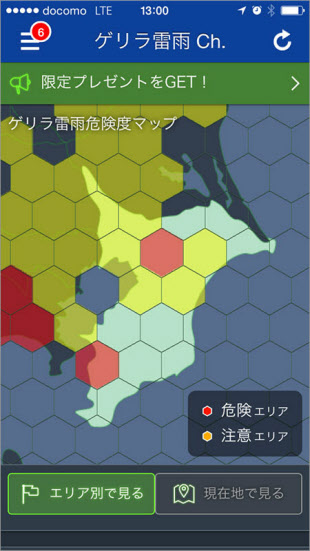 docomo LTE 13:00
6
ゲリラ雷雨 Ch.
限定プレゼントをGET！
ゲリラ雷雨危険度マップ
危険エリア
注意エリア
エリア別で見る 現在地で見る